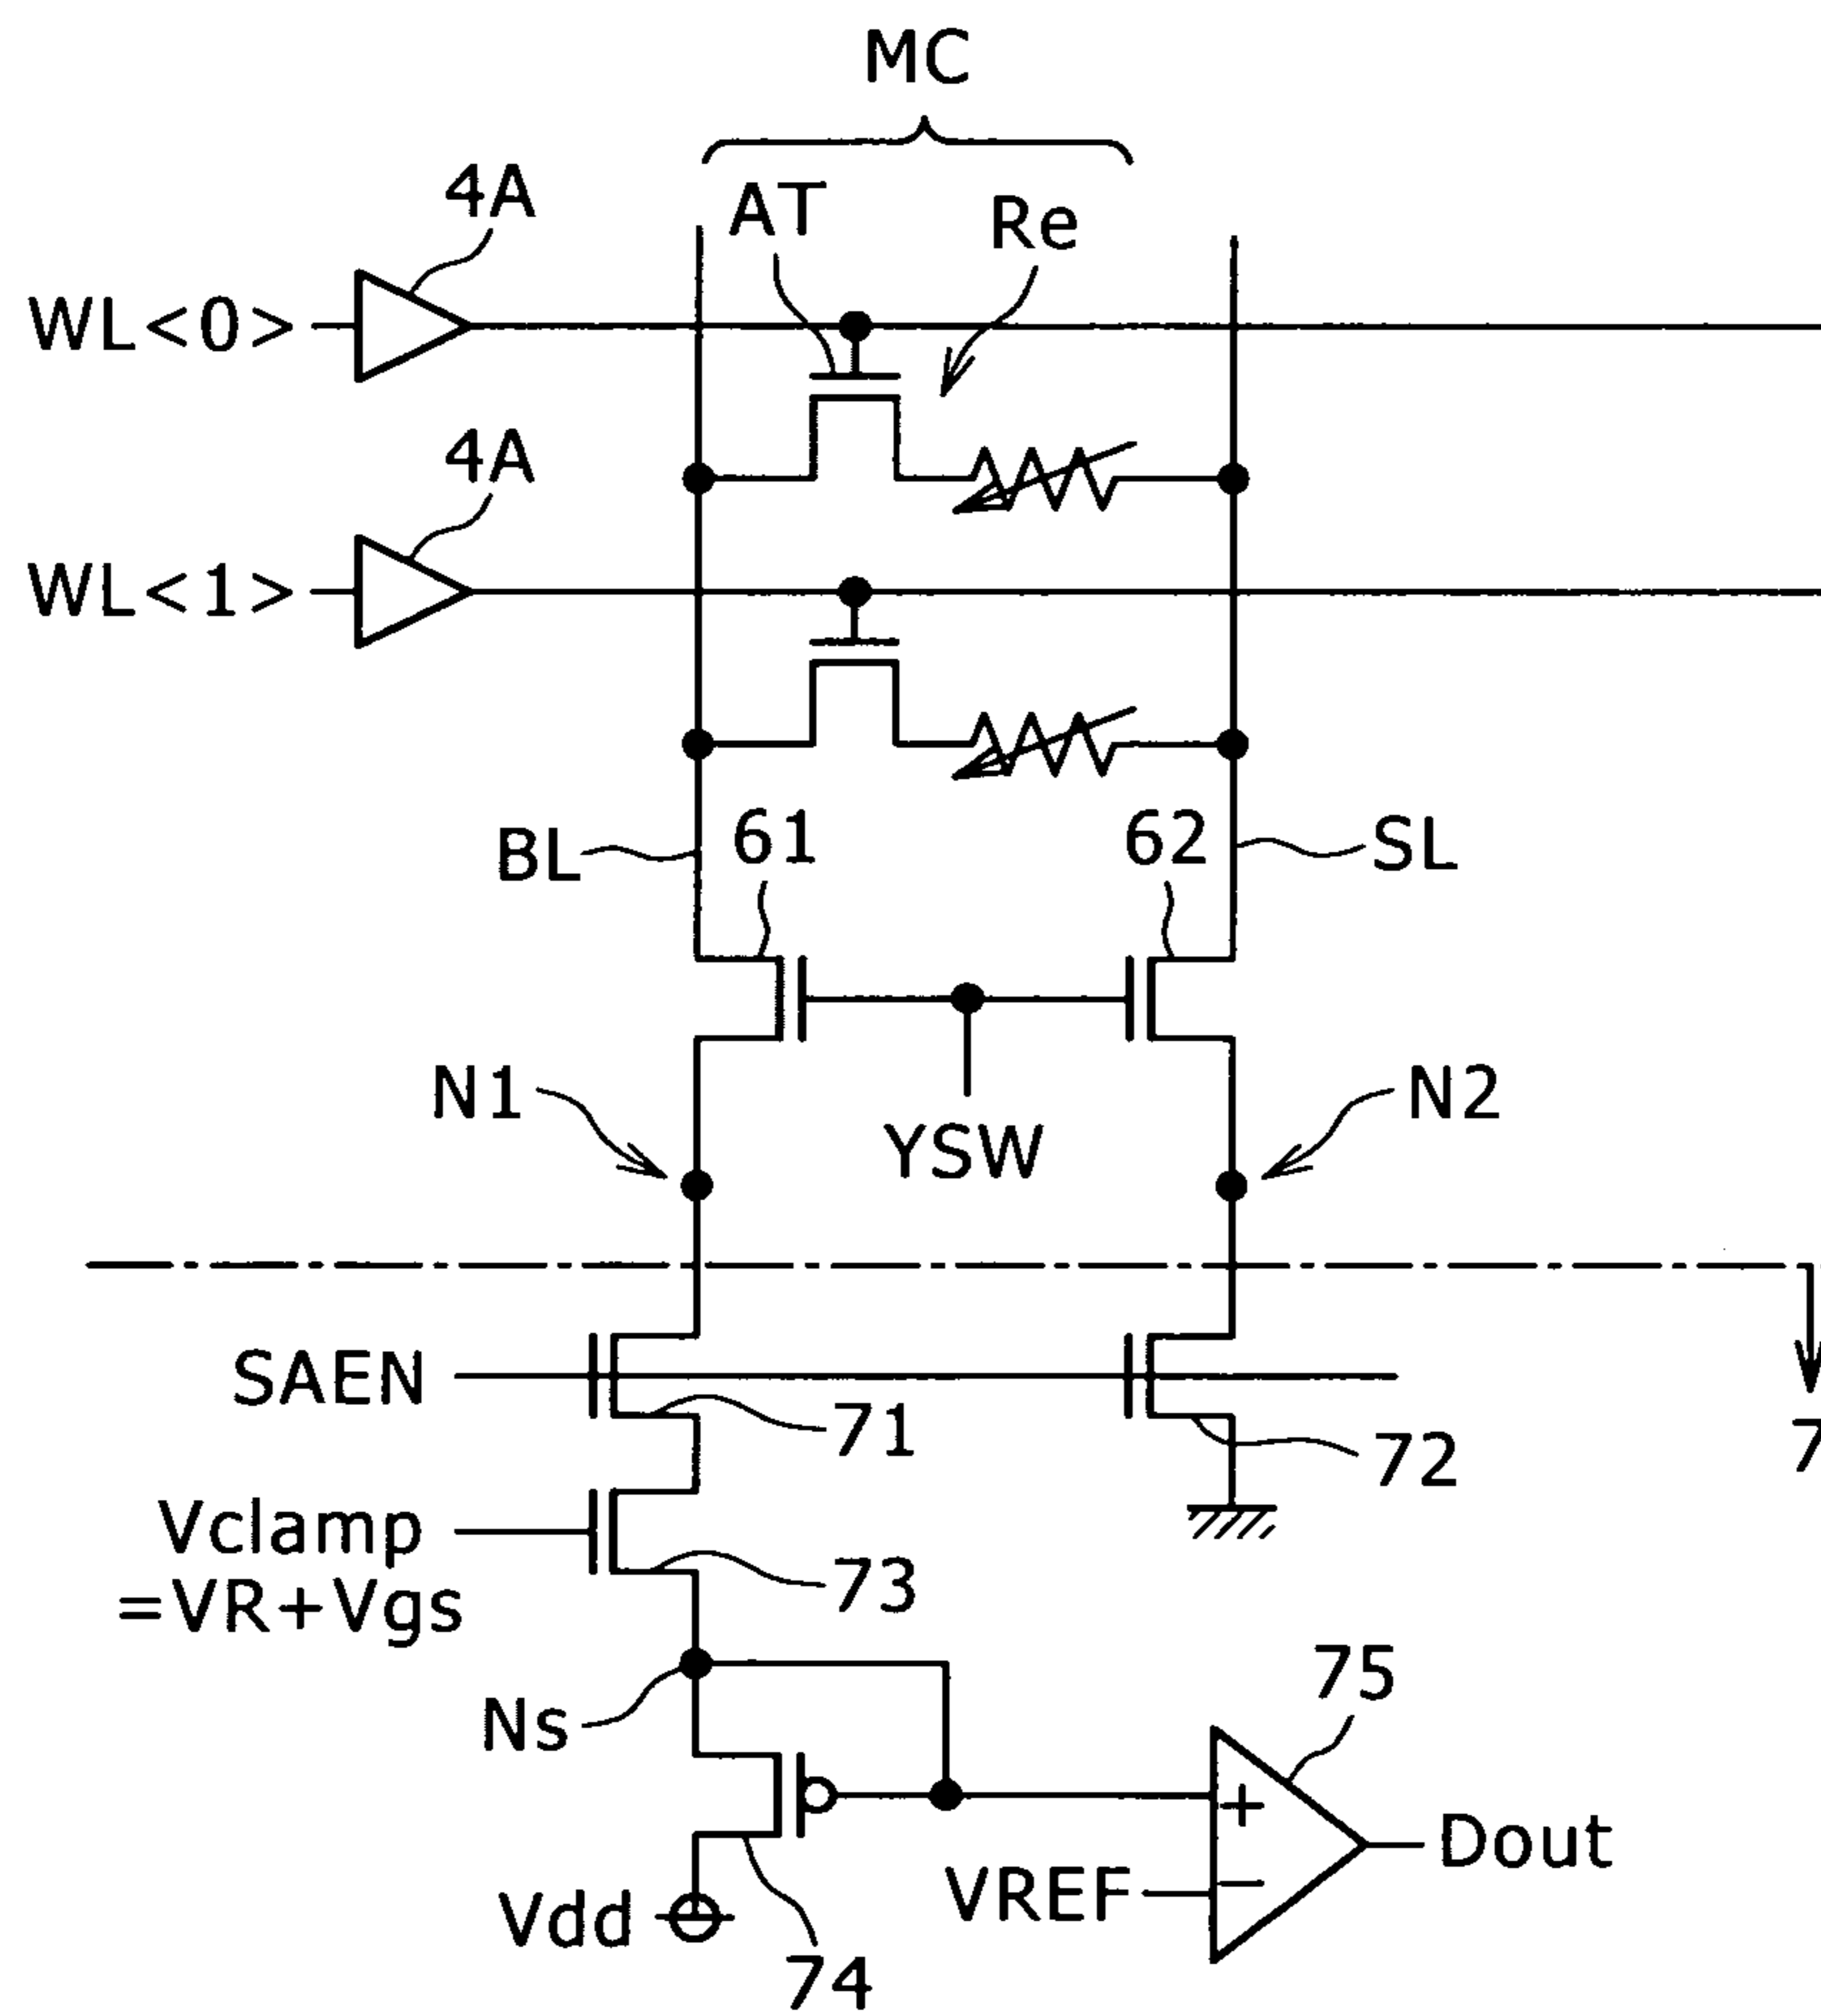 MC
4A
AT
Re
WL<0>
4A
WL<1>
61
62
BL
SL
N1
N2
YSW
SAEN
71
72
7
Vclamp
=VR+Vgs
73
Ns
75
VREF
Dout
Vdd
74